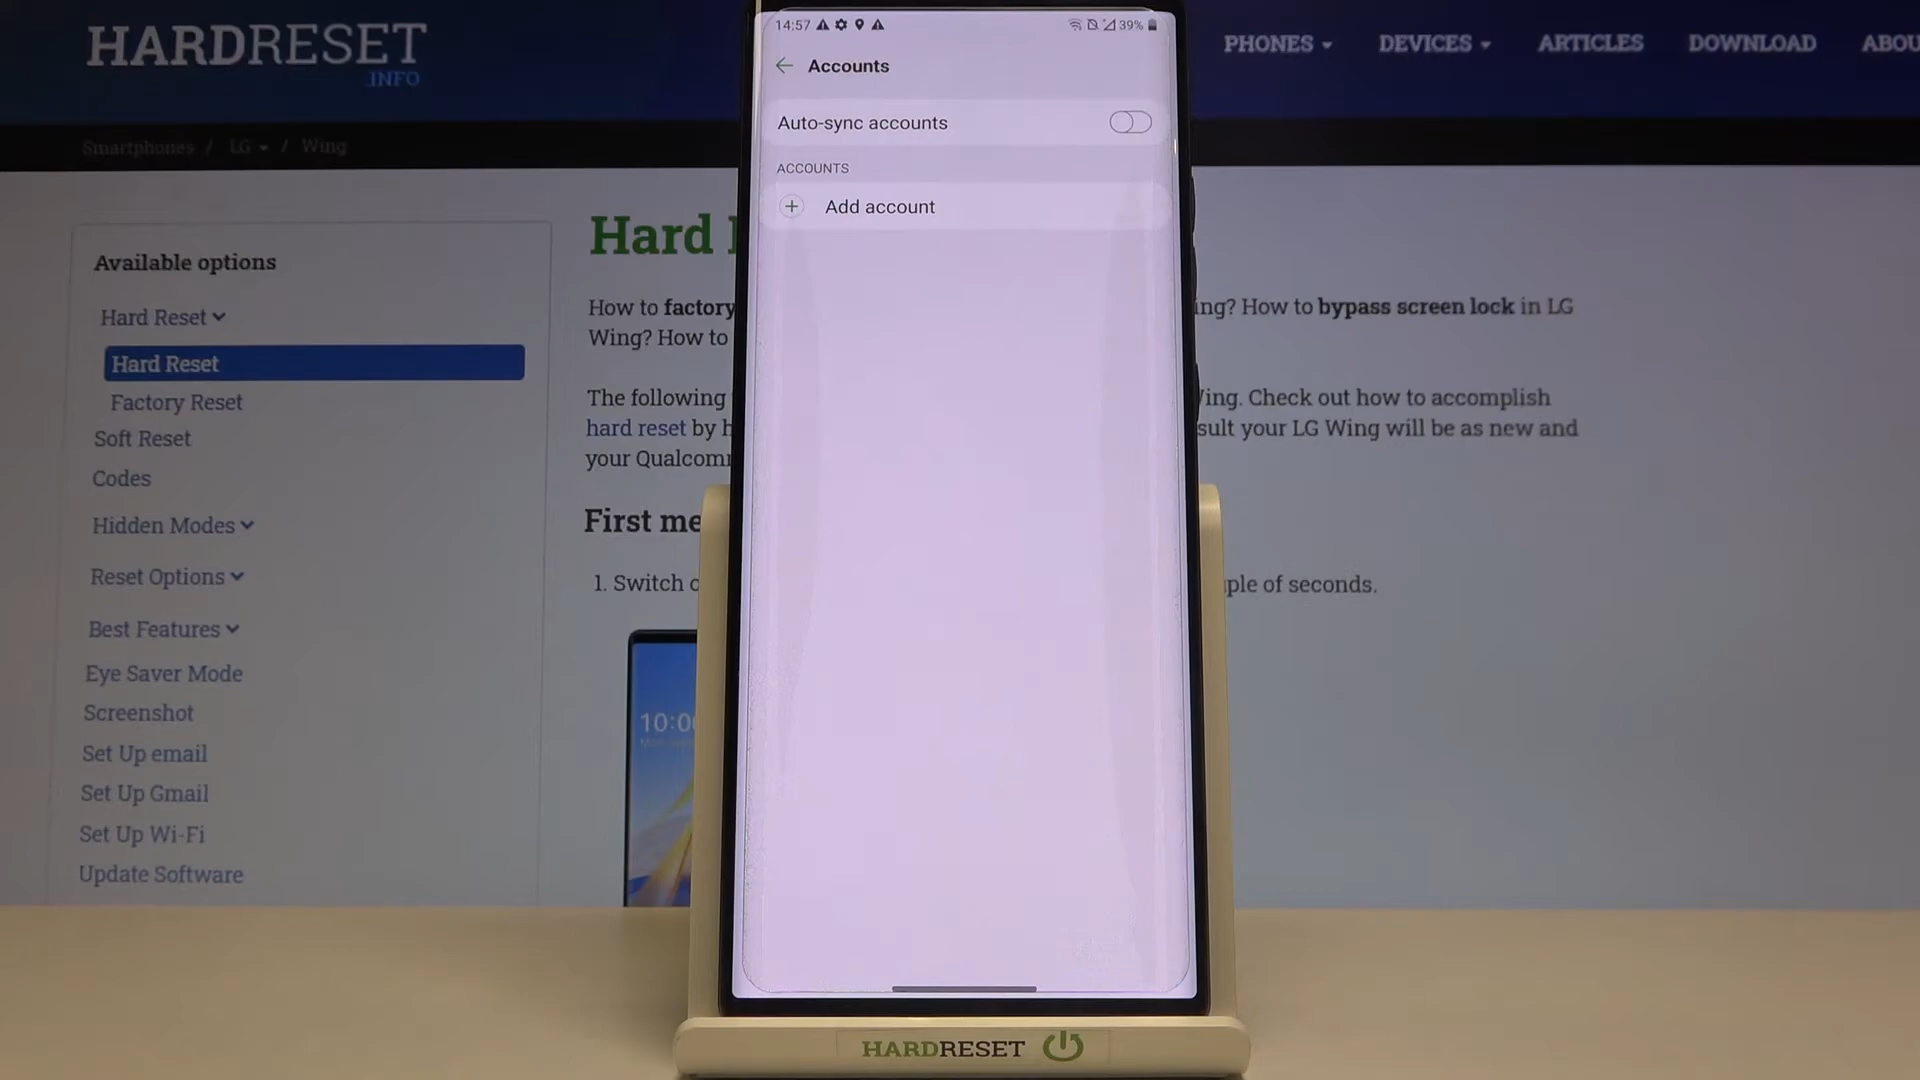 HARDRESET
.INFO
PHONES
DEVICES
ARTICLES
DOWNLOAD
ABOU
Smartphones / LG / Wing
Available options
Hard Reset
Hard Reset
Factory Reset
Soft Reset
Codes
Hidden Modes
Reset Options
Best Features
Eye Saver Mode
Screenshot
Set Up email
Set Up Gmail
Set Up Wi-Fi
Update Software
Hard
How to factory
ing? How to bypass screen lock in LG
Wing? How to
The following
Wing. Check out how to accomplish
hard reset by h
sult your LG Wing will be as new and
your Qualcom
First me
1. Switch o
ple of seconds.
10:0
14:57
39%
Accounts
Auto-sync accounts
ACCOUNTS
+ Add account
HARDRESET